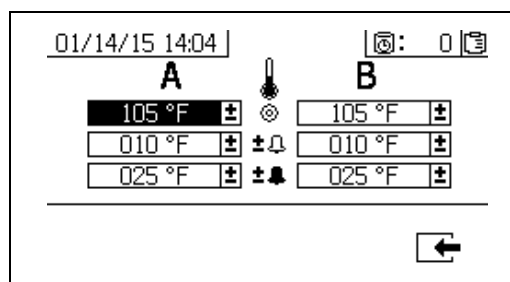 01/14/15 14:04 : 0
A B
105 °F ± 105 °F ±
010 °F ± ± 010 °F ±
025 °F ± ± 025 °F ±